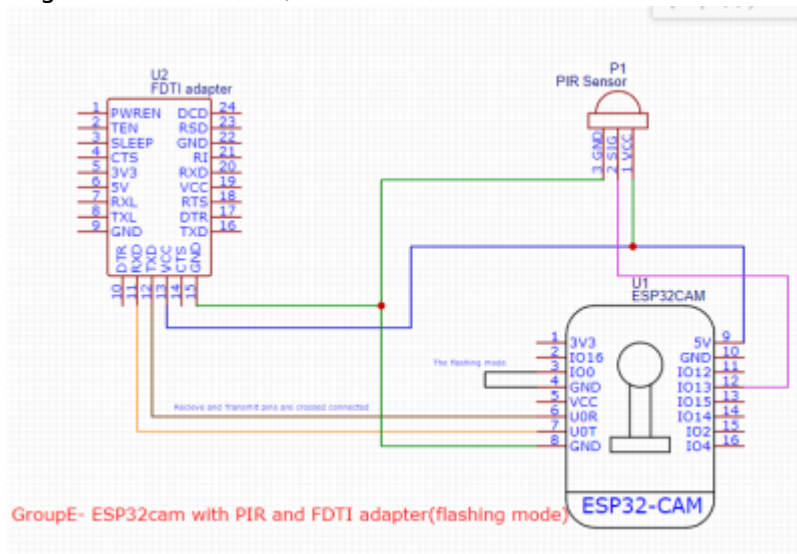 U2
FDTI adapter
1 PWREN DCD 24
2 TEN RSD 23
3 SLEEP GND 22
4 CTS RI 21
5 3V3 RXD 20
6 5V VCC 19
7 RXL RTS 18
8 TXL DTR 17
9 GND TXD 16
DTR RXD TXD VCC CTS GND
10 11 12 13 14 15
P1
PIR Sensor
3 GND
2 SIG
1 VCC
U1
ESP32CAM
1 3V3 5V 9
2 IO16 GND 10
3 IO0 IO12 11
4 GND IO13 12
5 VCC IO15 13
6 U0R IO14 14
7 U0T IO2 15
8 GND IO4 16
The flashing mode
Recieve and Transmit pins are crossed connected
ESP32-CAM
GroupE- ESP32cam with PIR and FDTI adapter(flashing mode)